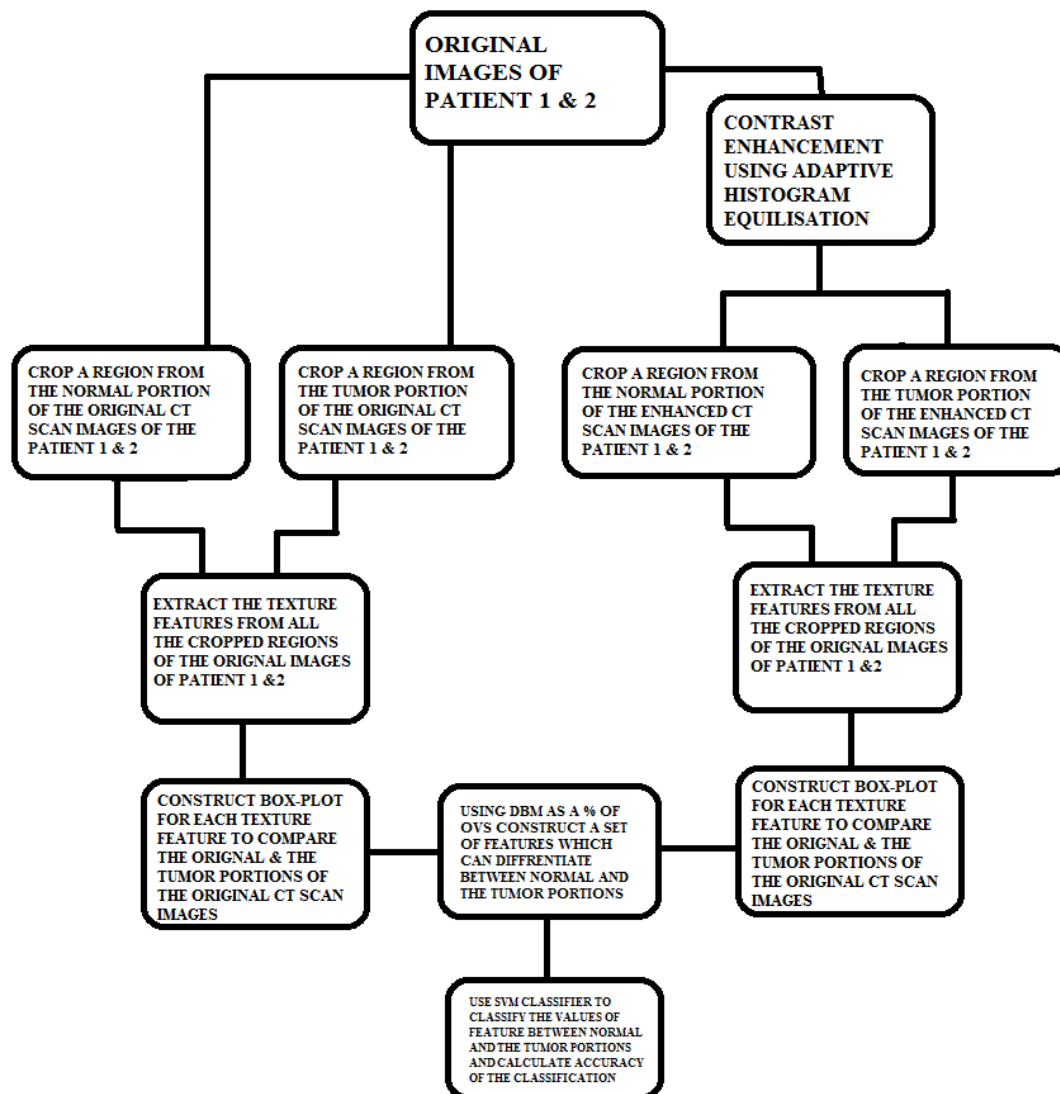 ORIGINAL
IMAGES OF
PATIENT 1 & 2
CONTRAST
ENHANCEMENT
USING ADAPTIVE
HISTOGRAM
EQUILISATION
CROP A REGION FROM
THE NORMAL PORTION
OF THE ORIGINAL CT
SCAN IMAGES OF THE
PATIENT 1 & 2
CROP A REGION FROM
THE TUMOR PORTION
OF THE ORIGINAL CT
SCAN IMAGES OF THE
PATIENT 1 & 2
CROP A REGION FROM
THE NORMAL PORTION
OF THE ENHANCED CT
SCAN IMAGES OF THE
PATIENT 1 & 2
CROP A REGION FROM
THE TUMOR PORTION
OF THE ENHANCED CT
SCAN IMAGES OF THE
PATIENT 1 & 2
EXTRACT THE TEXTURE
FEATURES FROM ALL
THE CROPPED REGIONS
OF THE ORIGNAL IMAGES
OF PATIENT 1 &2
EXTRACT THE TEXTURE
FEATURES FROM ALL
THE CROPPED REGIONS
OF THE ORIGNAL IMAGES
OF PATIENT 1 &2
CONSTRUCT BOX-PLOT
FOR EACH TEXTURE
FEATURE TO COMPARE
THE ORIGNAL & THE
TUMOR PORTIONS OF
THE ORIGINAL CT SCAN
IMAGES
USING DBM AS A % OF
OVS CONSTRUCT A SET
OF FEATURES WHICH
CAN DIFFRENTIATE
BETWEEN NORMAL AND
THE TUMOR PORTIONS
CONSTRUCT BOX-PLOT
FOR EACH TEXTURE
FEATURE TO COMPARE
THE ORIGNAL & THE
TUMOR PORTIONS OF
THE ORIGINAL CT SCAN
IMAGES
USE SVM CLASSIFIER TO
CLASSIFY THE VALUES OF
FEATURE BETWEEN NORMAL
AND THE TUMOR PORTIONS
AND CALCULATE ACCURACY
OF THE CLASSIFICATION